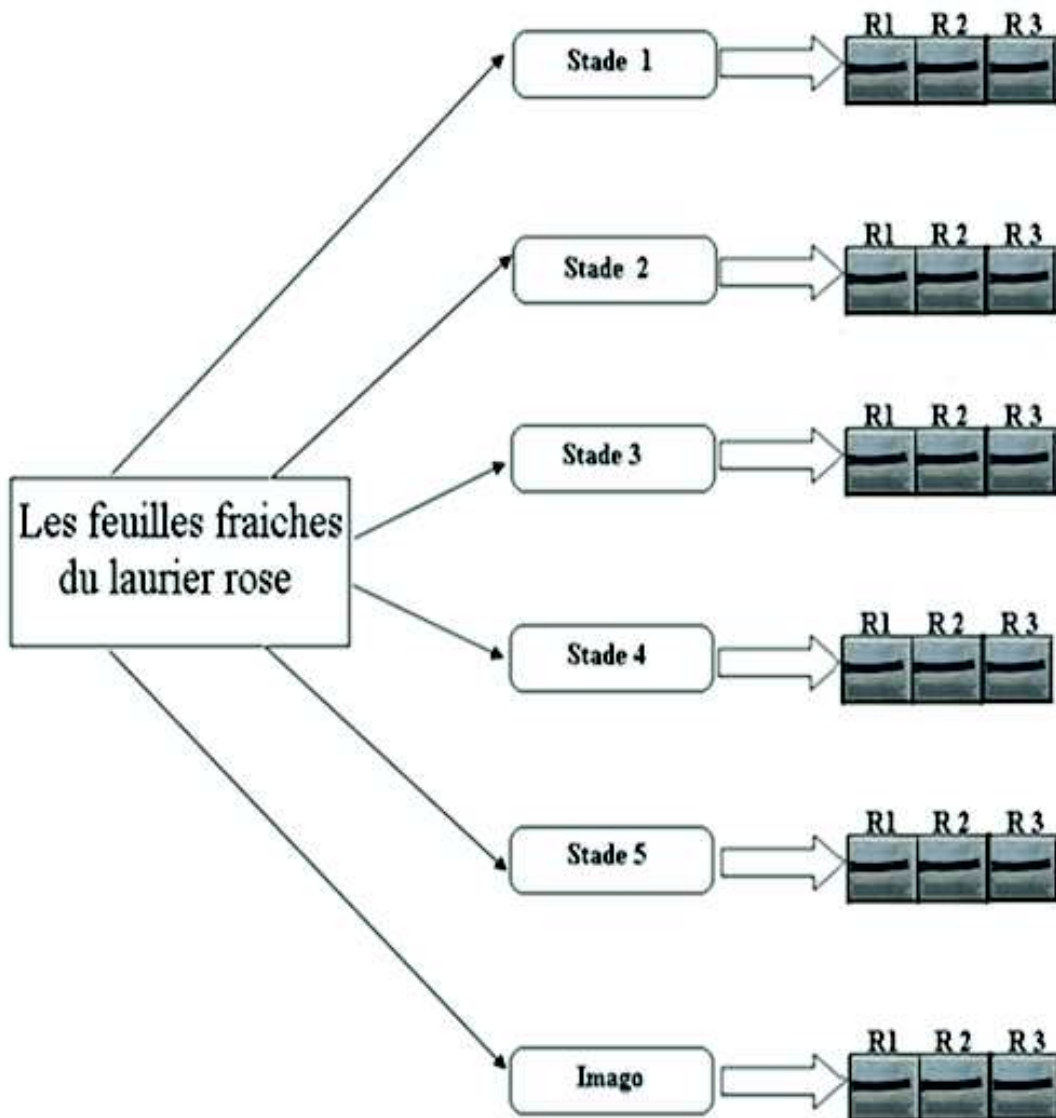 R1 R 2 R 3
Stade 1
R1 R 2 R 3
Stade 2
R1 R 2 R 3
Stade 3
Les feuilles fraiches
du laurier rose
R1 R 2 R 3
Stade 4
R1 R 2 R 3
Stade 5
R1 R 2 R 3
Imago